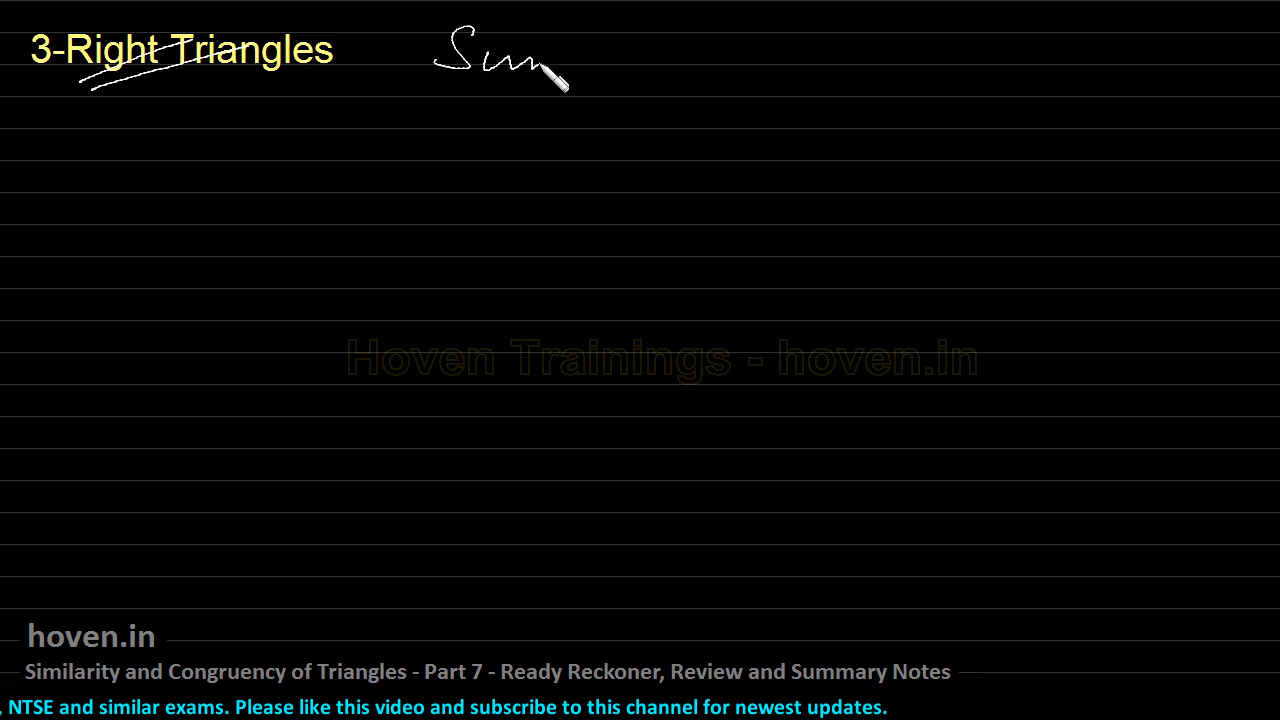 3-Right Triangles Sim
Hoven Trainings - hoven.in
hoven.in
Similarity and Congruency of Triangles - Part 7 - Ready Reckoner, Review and Summary Notes
, NTSE and similar exams. Please like this video and subscribe to this channel for newest updates.